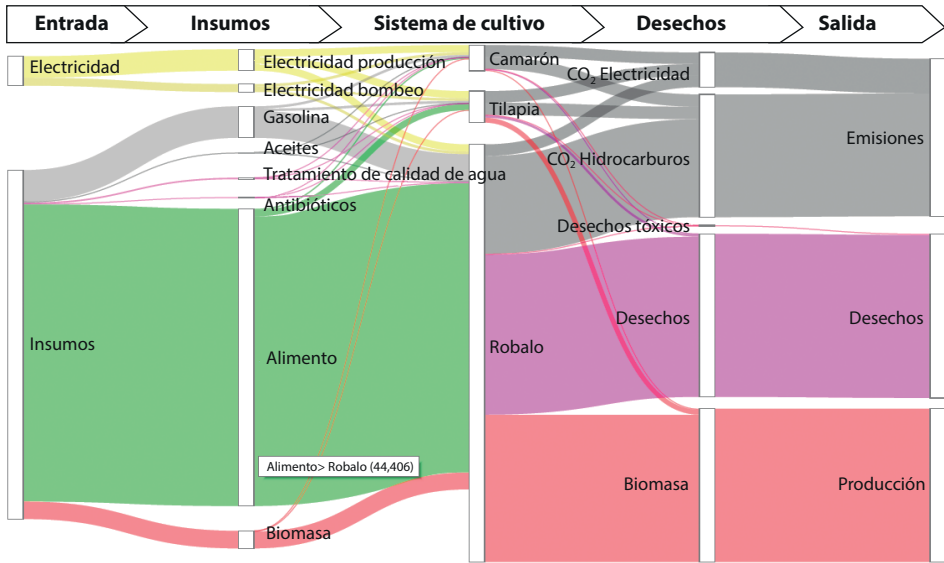 Entrada
Insumos
Sistema de cultivo
Desechos
Salida
Electricidad
Insumos
Electricidad producción
Electricidad bombeo
Gasolina
Aceites
Tratamiento de calidad de agua
Antibióticos
Alimento
Alimento> Robalo (44,406)
Biomasa
Camarón
Tilapia
Robalo
CO₂ Electricidad
CO₂ Hidrocarburos
Desechos tóxicos
Desechos
Biomasa
Emisiones
Desechos
Producción